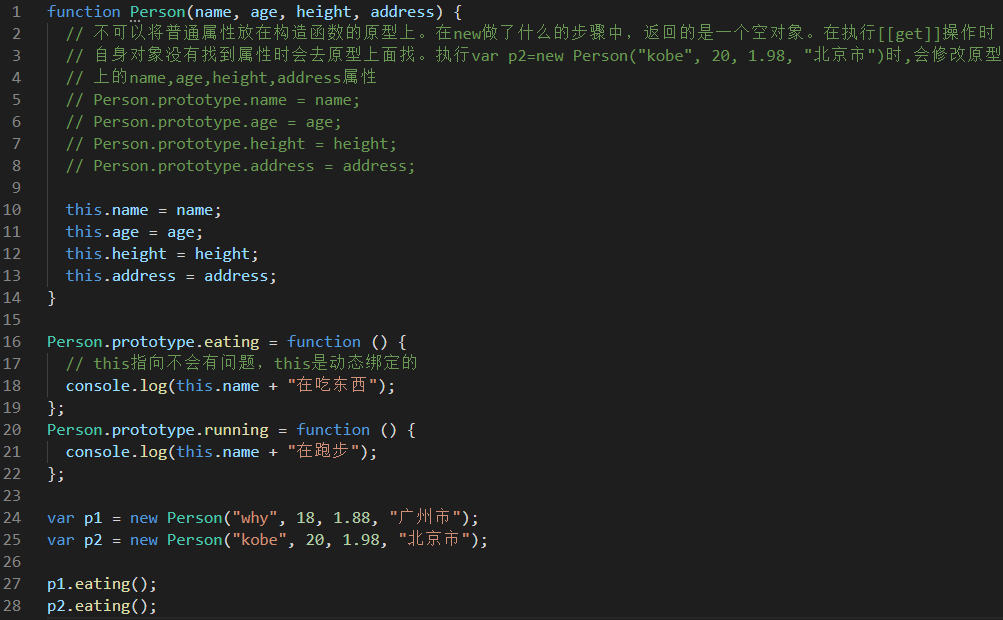 1 function Person(name, age, height, address) {
2   // 不可以将普通属性放在构造函数的原型上。在new做了什么的步骤中，返回的是一个空对象。在执行[[get]]操作时
3   // 自身对象没有找到属性时会去原型上面找。执行var p2=new Person("kobe", 20, 1.98, "北京市")时,会修改原型
4   // 上的name,age,height,address属性
5   // Person.prototype.name = name;
6   // Person.prototype.age = age;
7   // Person.prototype.height = height;
8   // Person.prototype.address = address;
9
10   this.name = name;
11   this.age = age;
12   this.height = height;
13   this.address = address;
14 }
15
16 Person.prototype.eating = function () {
17   // this指向不会有问题，this是动态绑定的
18   console.log(this.name + "在吃东西");
19 };
20 Person.prototype.running = function () {
21   console.log(this.name + "在跑步");
22 };
23
24 var p1 = new Person("why", 18, 1.88, "广州市");
25 var p2 = new Person("kobe", 20, 1.98, "北京市");
26
27 p1.eating();
28 p2.eating();